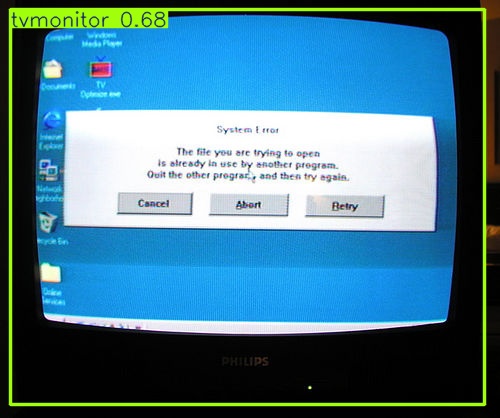 tvmonitor 0.68
Computer
Windows
Media Player
Documents
TV
Optimize.exe
Internet
Explorer
System Error
The file you are trying to open
is already in use by another program.
Quit the other program, and then try again.
Cancel
Abort
Retry
Network
Recycle Bin
Online
Services
PHILIPS